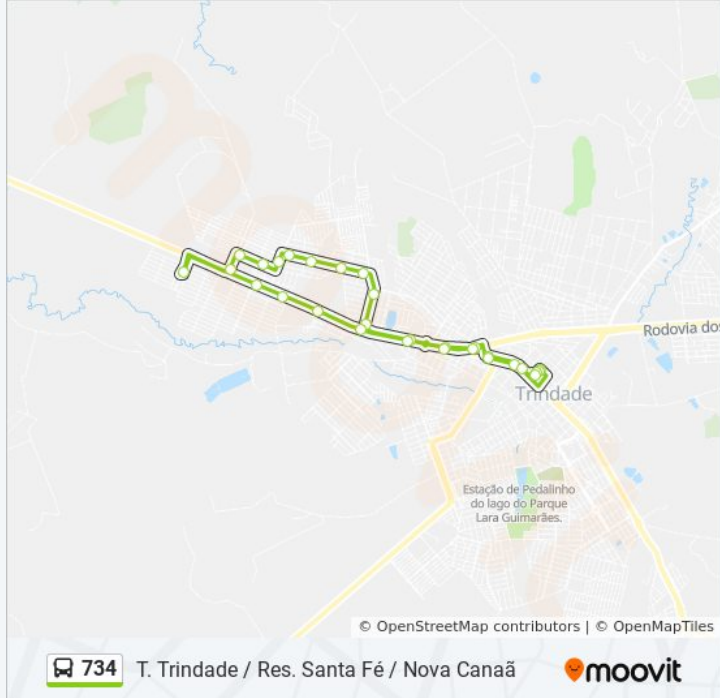 Rodovia dos
Trindade
Estação de Pedalinho
do lago do Parque
Lara Guimarães.
© OpenStreetMap contributors | © OpenMapTiles
734 T. Trindade / Res. Santa Fé / Nova Canaã moovit